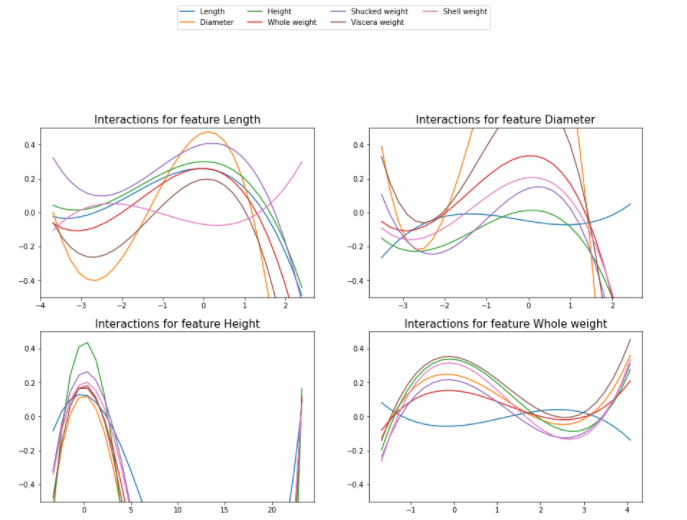 Length Height Shucked weight Shell weight
Diameter Whole weight Viscera weight
Interactions for feature Length
0.4
0.2
0.0
−0.2
−0.4
−4 −3 −2 −1 0 1 2
Interactions for feature Diameter
0.4
0.2
0.0
−0.2
−0.4
−3 −2 −1 0 1 2
Interactions for feature Height
0.4
0.2
0.0
−0.2
−0.4
0 5 10 15 20
Interactions for feature Whole weight
0.4
0.2
0.0
−0.2
−0.4
−1 0 1 2 3 4